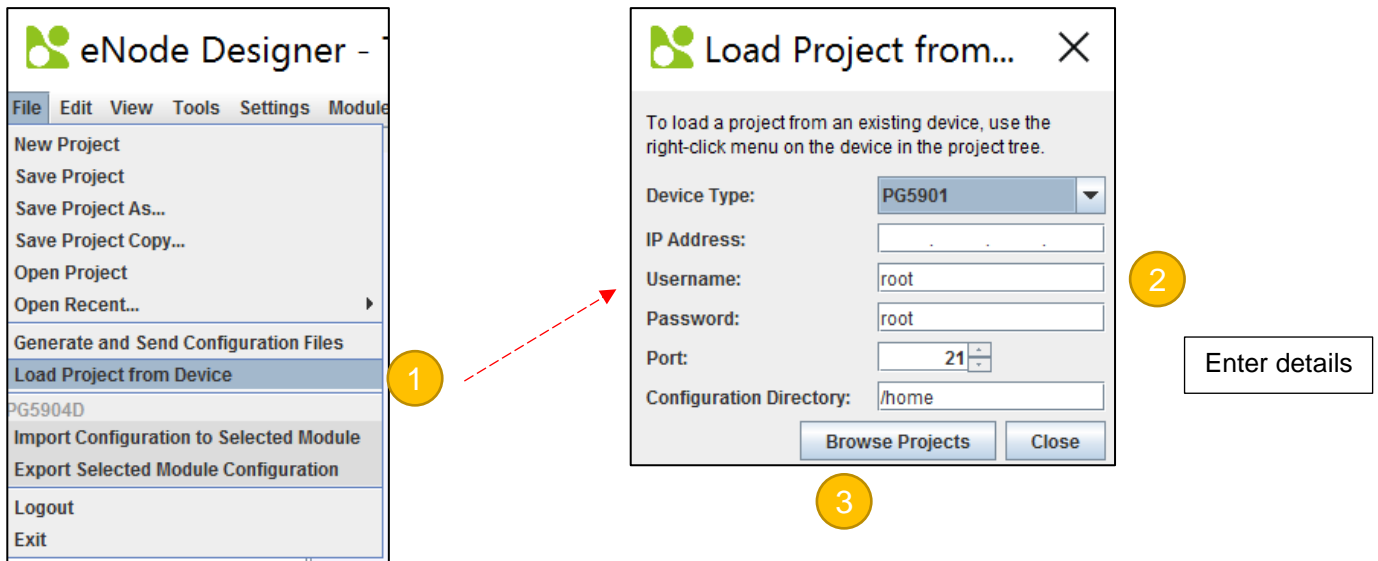 eNode Designer -
File Edit View Tools Settings Module
New Project
Save Project
Save Project As...
Save Project Copy...
Open Project
Open Recent...
Generate and Send Configuration Files
Load Project from Device
PG5904D
Import Configuration to Selected Module
Export Selected Module Configuration
Logout
Exit
1
Load Project from...
To load a project from an existing device, use the
right-click menu on the device in the project tree.
Device Type: PG5901
IP Address: . . .
Username: root
Password: root
Port: 21
Configuration Directory: /home
Browse Projects Close
2
Enter details
3